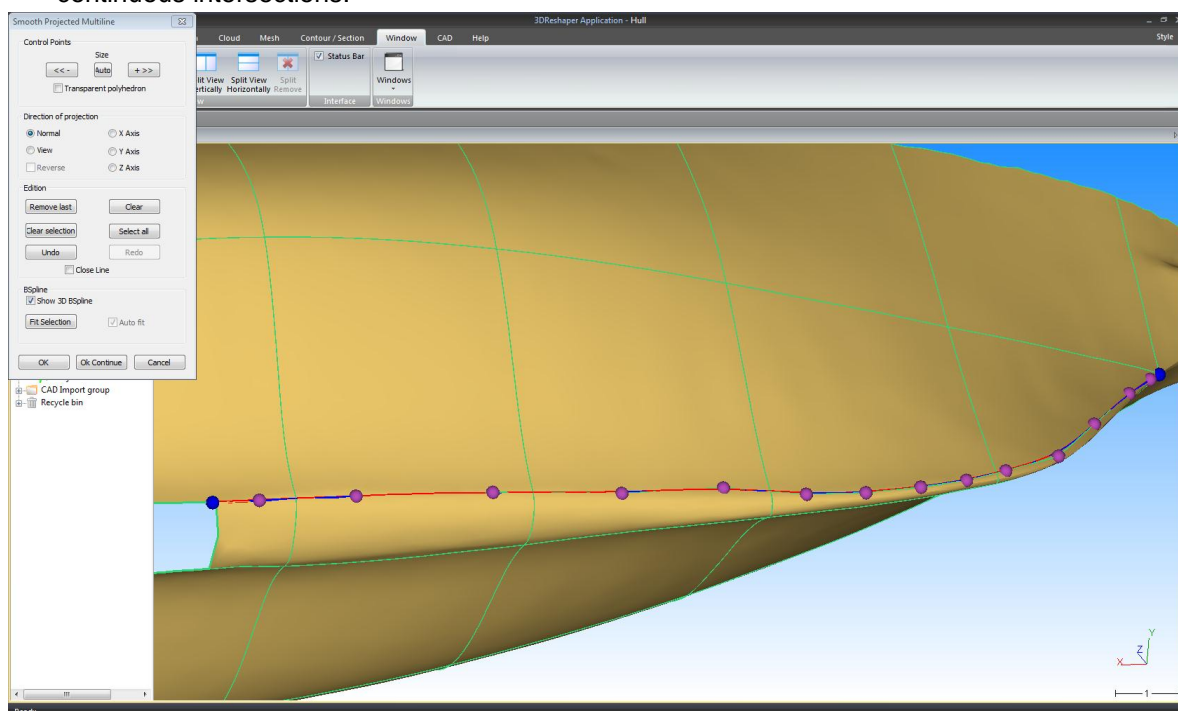 continuous intersections.
Smooth Projected Multiline
3DReshaper Application - Hull
Cloud Mesh Contour / Section Window CAD Help Style
Control Points
Size
<< - Auto + >>
Transparent polyhedron
Split View Horizontally
Split Remove
Status Bar
Interface
Windows
Windows
Direction of projection
Normal X Axis
View Y Axis
Reverse Z Axis
Edition
Remove last Clear
Clear selection Select all
Undo Redo
Close Line
BSpline
Show 3D BSpline
Fit Selection Auto fit
OK Ok Continue Cancel
CAD Import group
Recycle bin
Y
Z
X
1